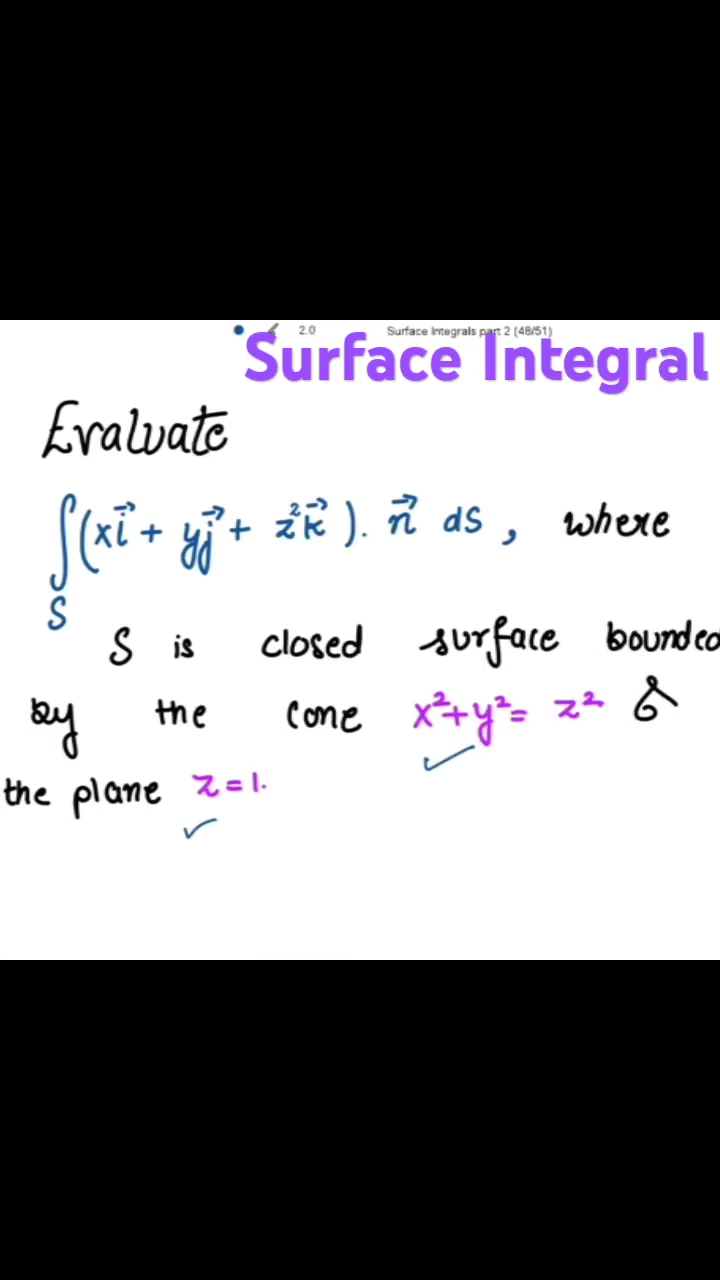 2.0 Surface Integrals part 2 (48/51)
Surface Integral
Evaluate
∫(xi⃗ + yj⃗ + z²k⃗). n⃗ ds, where
S
S is closed surface bounded
by the cone x²+y²= z² &
the plane z=1.